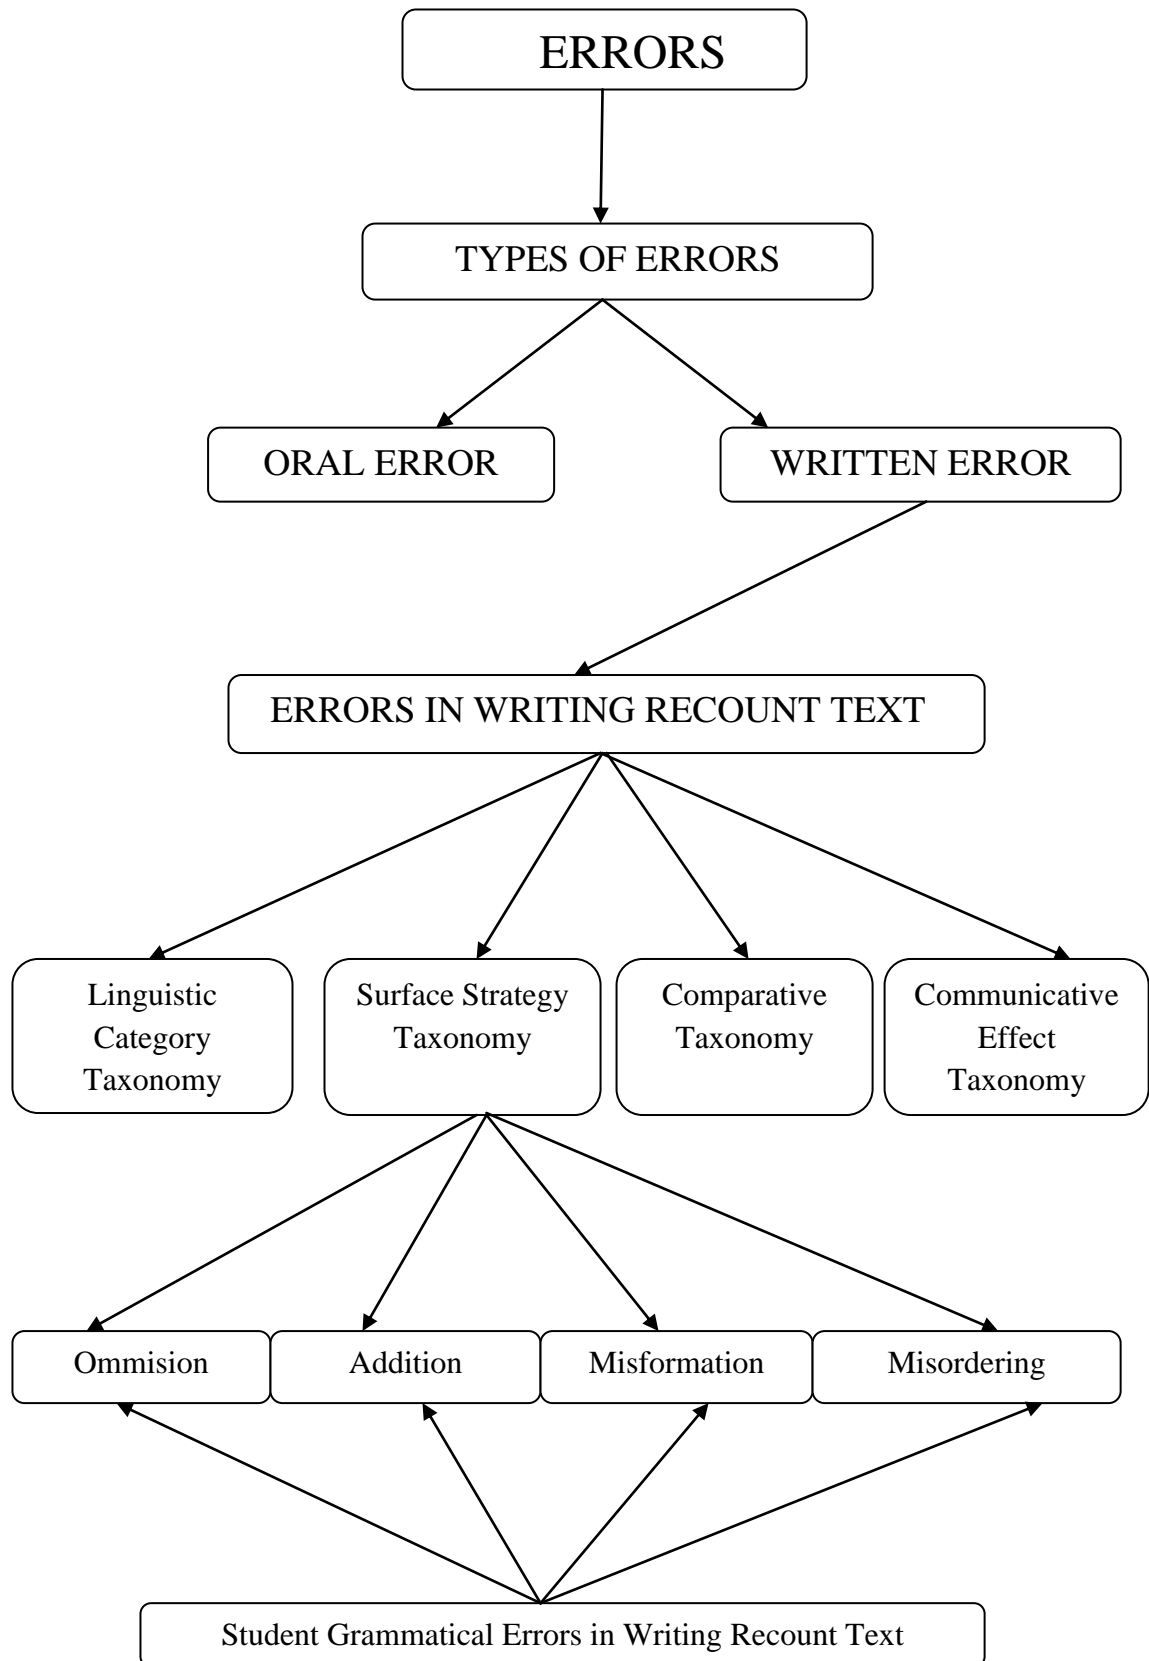 ERRORS
TYPES OF ERRORS
ORAL ERROR
WRITTEN ERROR
ERRORS IN WRITING RECOUNT TEXT
Linguistic
Category
Taxonomy
Surface Strategy
Taxonomy
Comparative
Taxonomy
Communicative
Effect
Taxonomy
Ommision
Addition
Misformation
Misordering
Student Grammatical Errors in Writing Recount Text